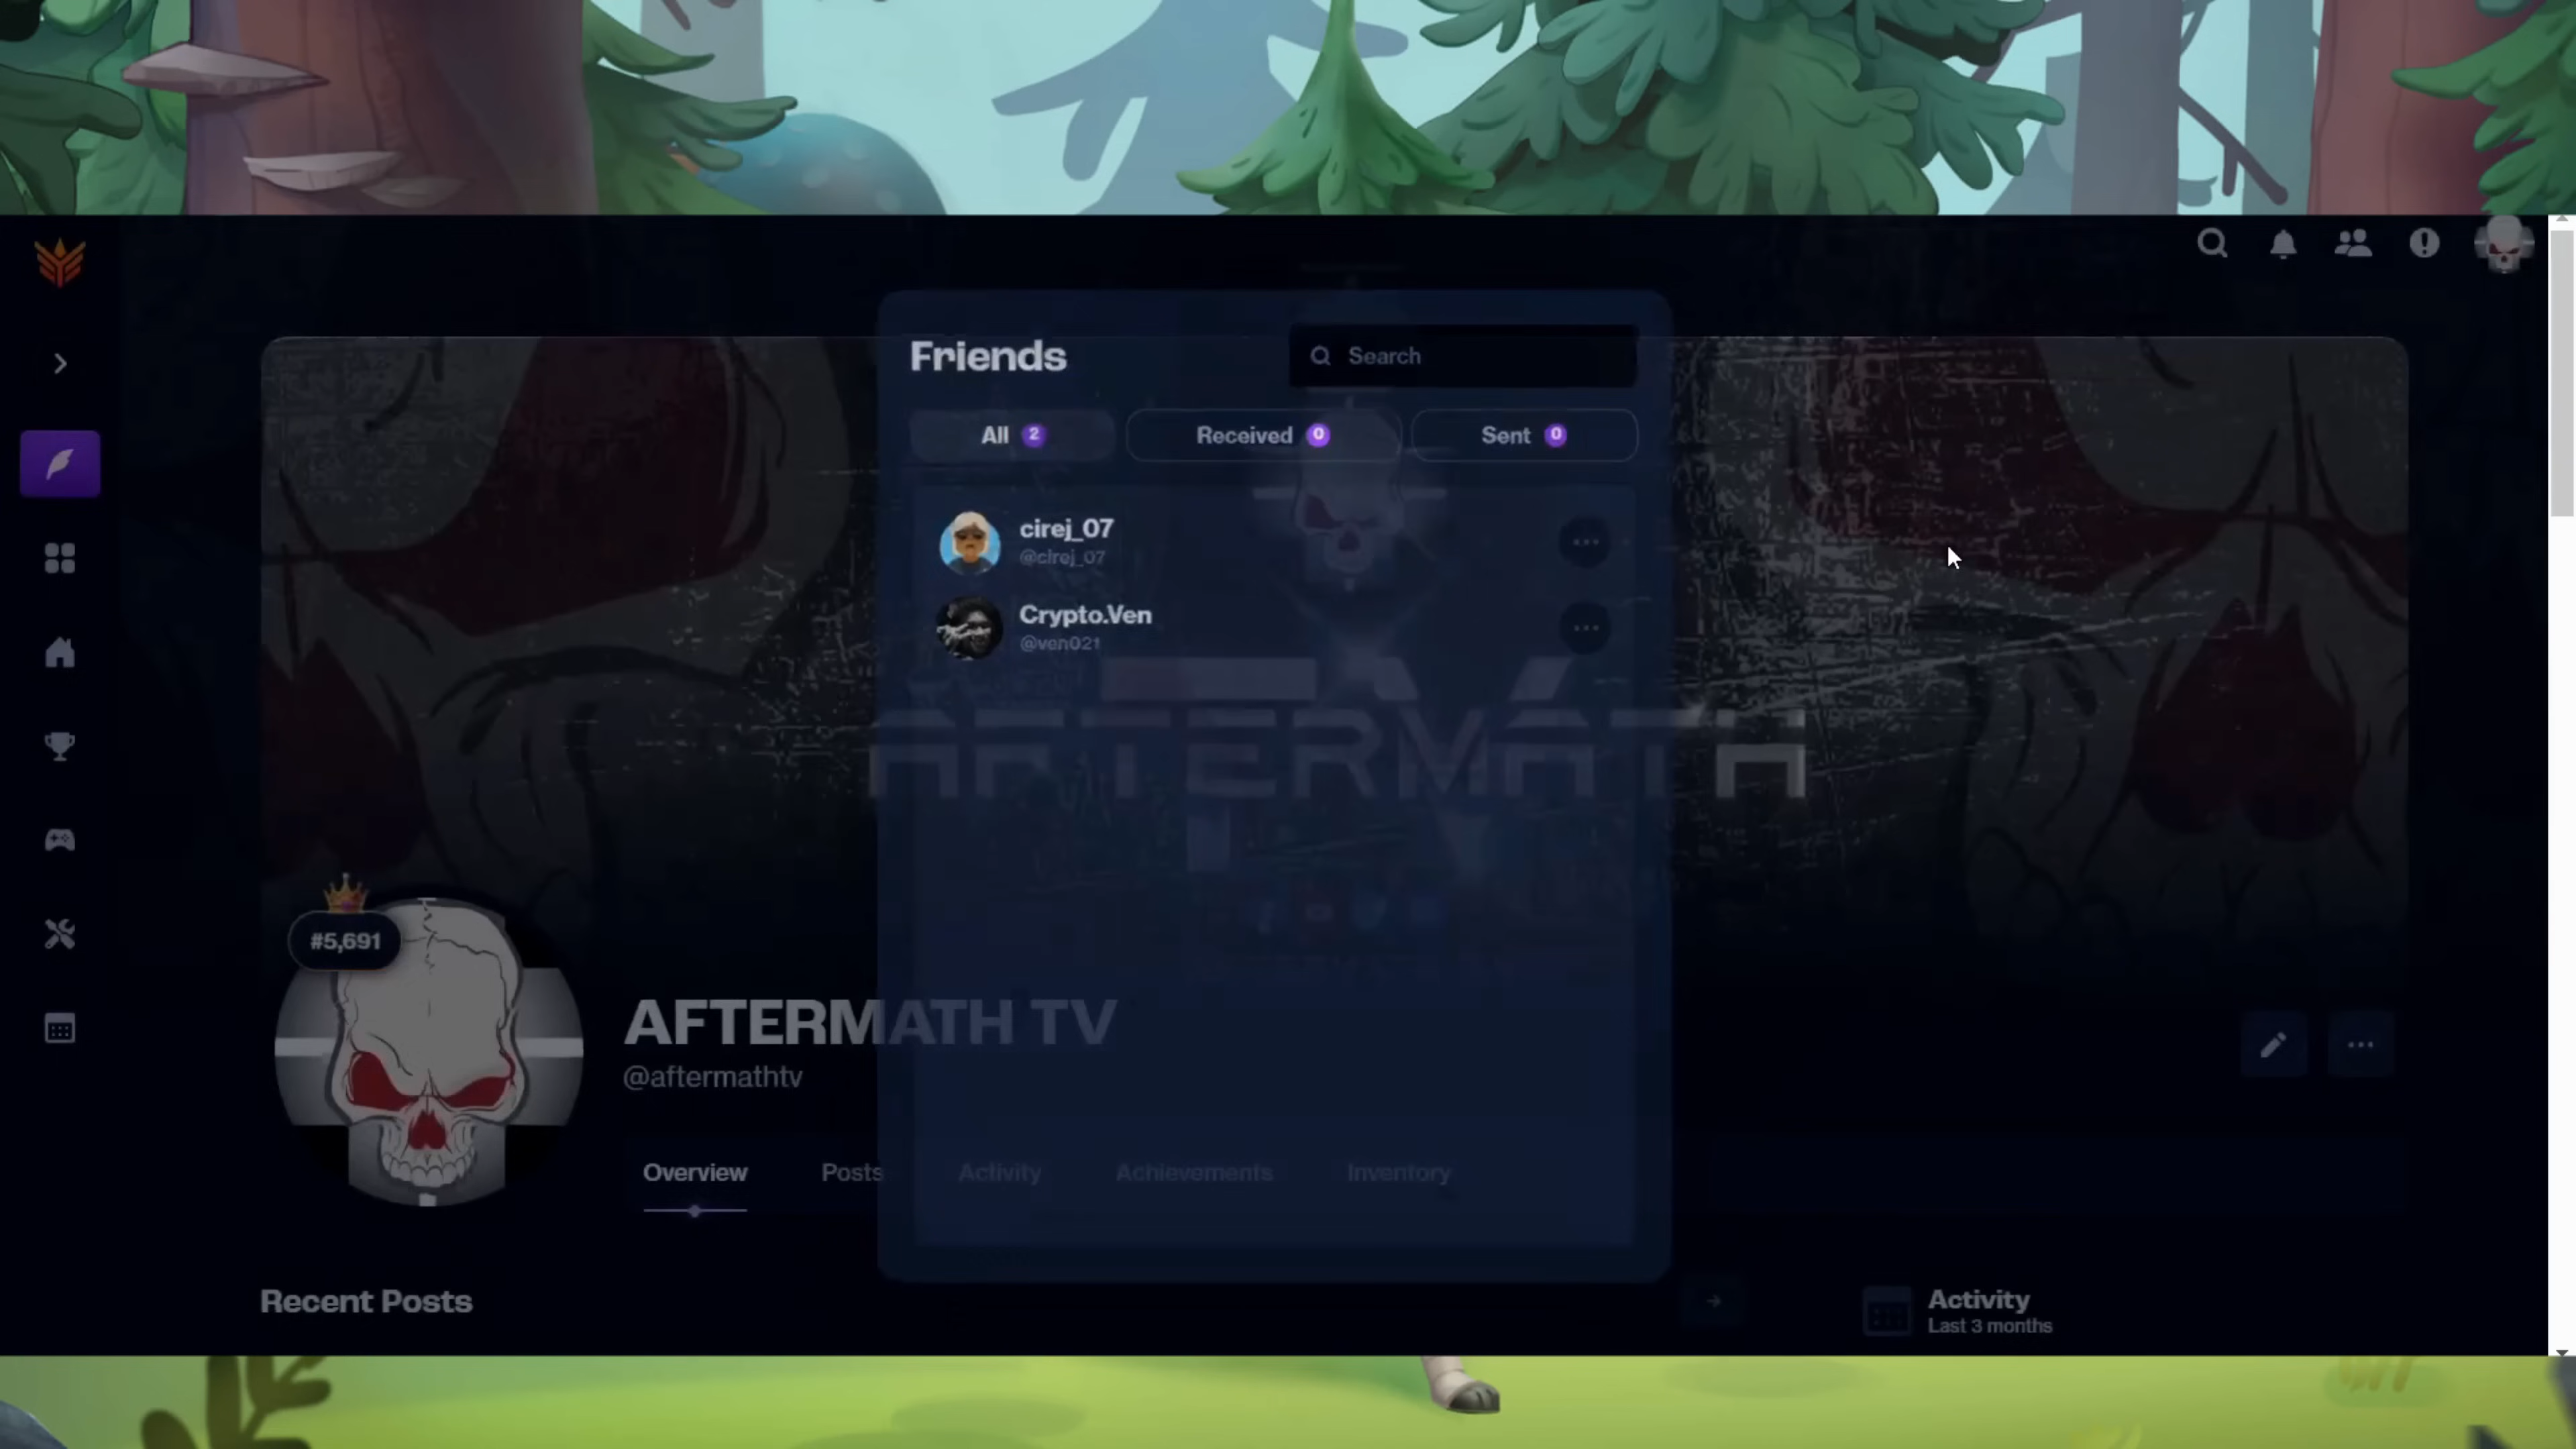 Friends
Search
All 2
Received 0
Sent 0
cirej_07
@cirej_07
Crypto.Ven
@ven021
AFTERMATH
#5,691
AFTERMATH TV
@aftermathtv
Overview
Posts
Activity
Achievements
Inventory
Recent Posts
Activity
Last 3 months